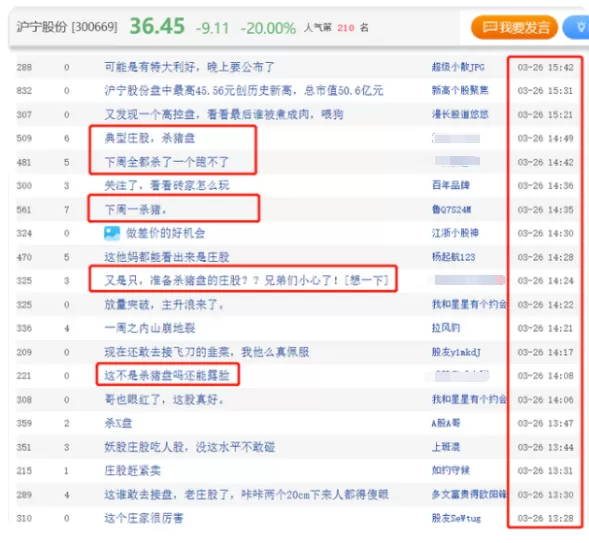 沪宁股份 [300669] 36.45 -9.11 -20.00% 人气第 210 名 我要发言
288 0 可能是有特大利好，晚上要公布了 超级小散JPG 03-26 15:42
832 0 沪宁股份盘中最高45.56元创历史新高，总市值50.6亿元 新高个股聚焦 03-26 15:31
307 0 又发现一个高控盘，看看最后谁被煮成肉，喂狗 漫长股道悠悠 03-26 15:21
509 6 典型庄股，杀猪盘 03-26 14:49
481 5 下周全都杀了一个跑不了 03-26 14:42
300 3 关注了，看看砖家怎么玩 百年品牌 03-26 14:36
561 7 下周一杀猪。 鲁Q7S24M 03-26 14:35
324 0 做差价的好机会 江浙小股神 03-26 14:30
470 5 这他妈都能看出来是庄股 杨起航123 03-26 14:28
325 3 又是只，准备杀猪盘的庄股？？兄弟们小心了！[想一下] 03-26 14:24
325 0 放量突破，主升浪来了。 我和星星有个约会 03-26 14:22
336 4 一周之内山崩地裂 拉风豹 03-26 14:21
209 0 现在还敢去接飞刀的韭菜，我他么真佩服 股友y1mkdJ 03-26 14:17
221 0 这不是杀猪盘吗还能露脸 03-26 14:08
308 0 哥也眼红了，这股真好。 我和星星有个约会 03-26 14:06
359 2 杀X盘 A股A哥 03-26 13:47
351 3 妖股庄股吃人股，没这水平不敢碰 上班混 03-26 13:44
215 1 庄股赶紧卖 如约守候 03-26 13:31
289 4 这谁敢去接盘，老庄股了，咔咔两个20cm下来人都得傻眼 多文富贵得欧阳锋 03-26 13:30
310 0 这个庄家很厉害 股友SeWtug 03-26 13:28